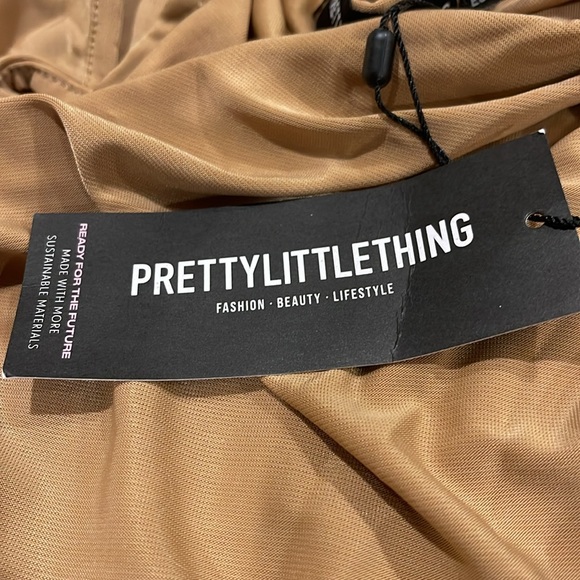 PRETTYLITTLETHING
FASHION · BEAUTY · LIFESTYLE
READY FOR THE FUTURE
MADE WITH MORE
SUSTAINABLE MATERIALS